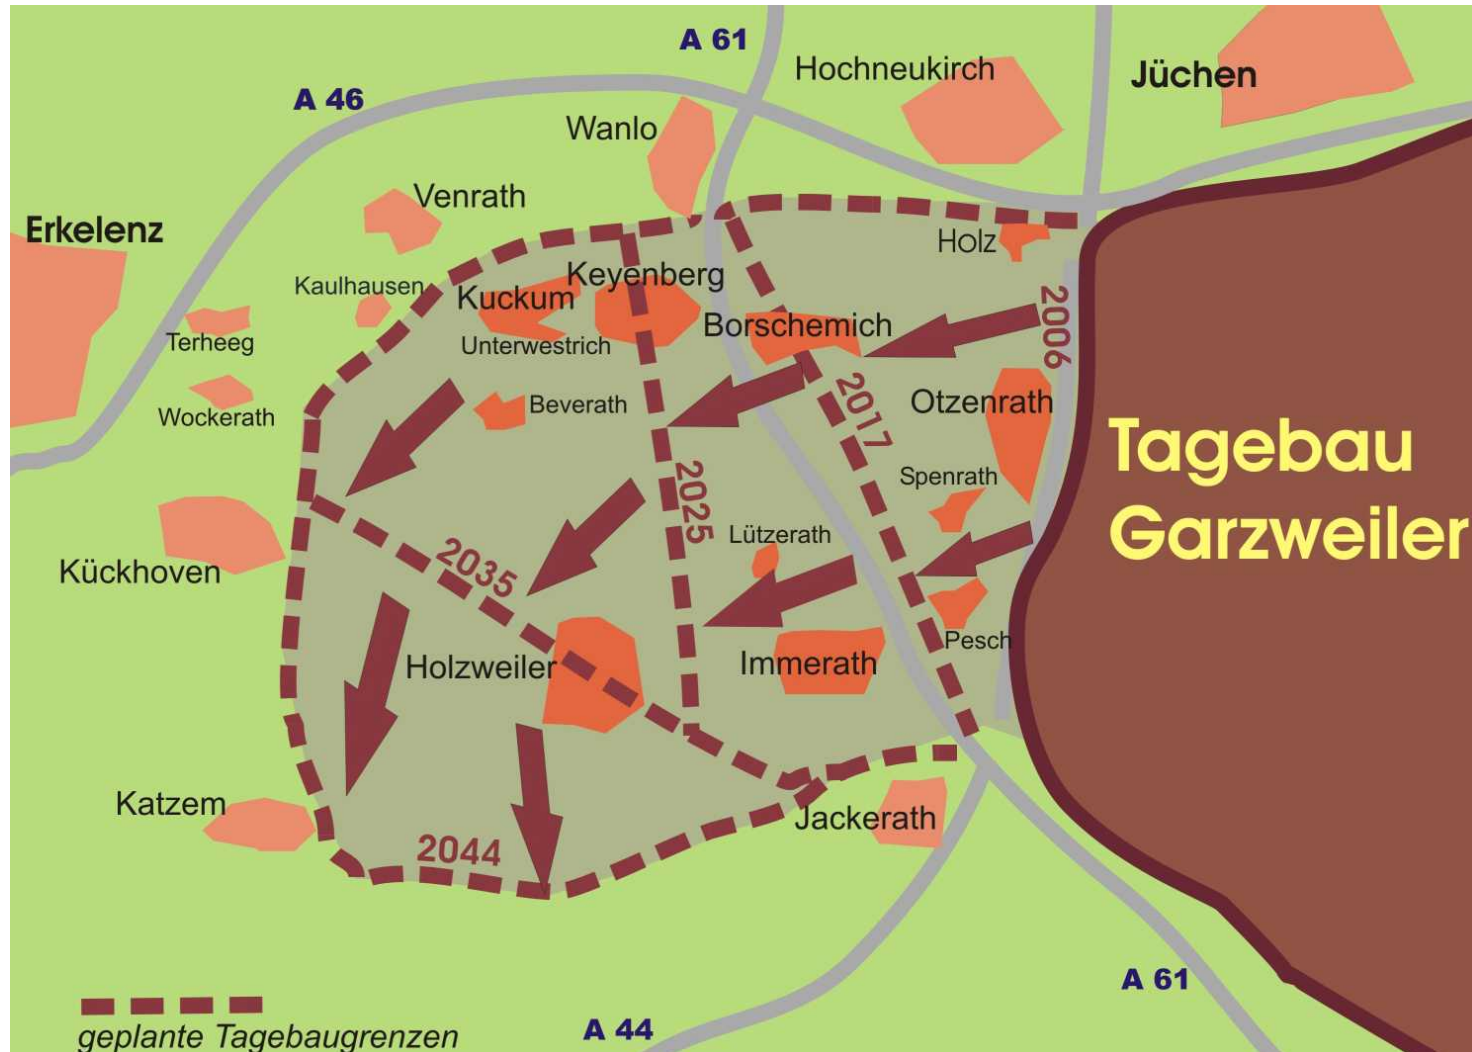 A 61
Hochneukirch
Jüchen
A 46
Wanlo
Venrath
Erkelenz
Holz
Keyenberg
Kaulhausen
Kuckum
2006
Borschemich
Terheeg
Unterwestrich
2017
Otzenrath
Beverath
Wockerath
Tagebau
Garzweiler
2025
Spenrath
Lützerath
2035
Kückhoven
Pesch
Holzweiler
Immerath
Katzem
Jackerath
2044
A 61
A 44
geplante Tagebaugrenzen